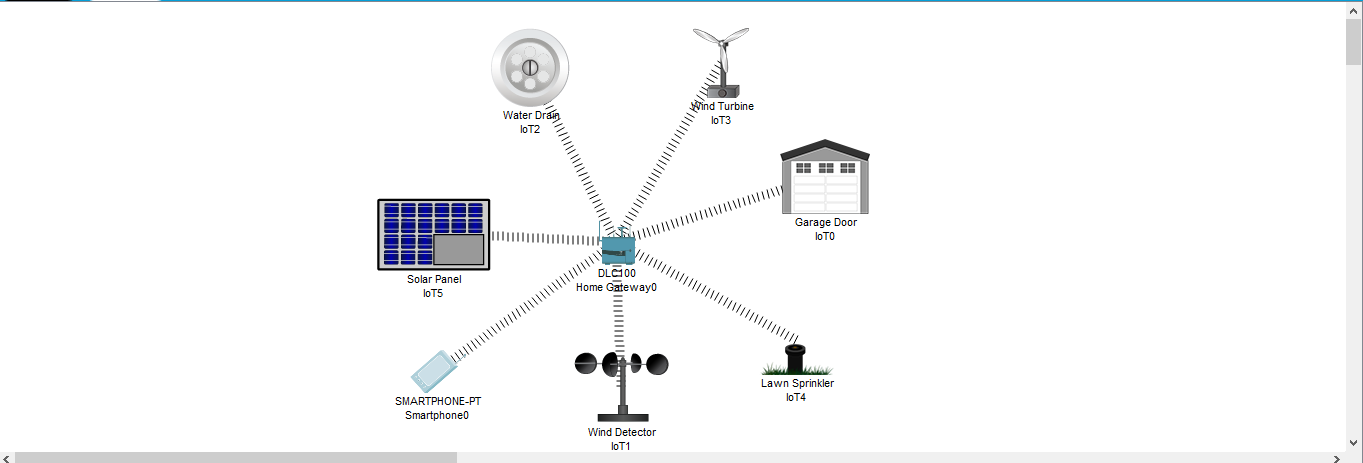 Water Drain
IoT2
Wind Turbine
IoT3
Garage Door
IoT0
Solar Panel
IoT5
DLC100
Home Gateway0
SMARTPHONE-PT
Smartphone0
Wind Detector
IoT1
Lawn Sprinkler
IoT4